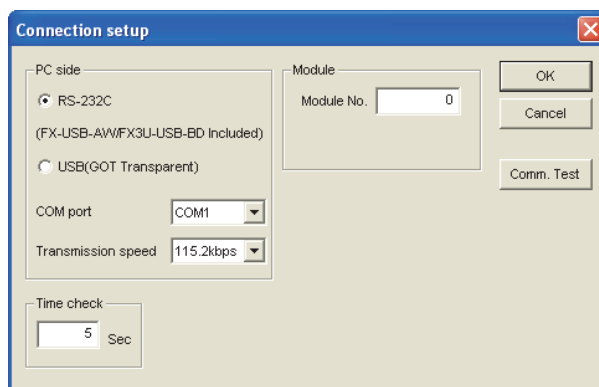 Connection setup
PC side
RS-232C
(FX-USB-AW/FX3U-USB-BD Included)
USB(GOT Transparent)
COM port COM1
Transmission speed 115.2kbps
Module
Module No. 0
OK
Cancel
Comm. Test
Time check
5 Sec